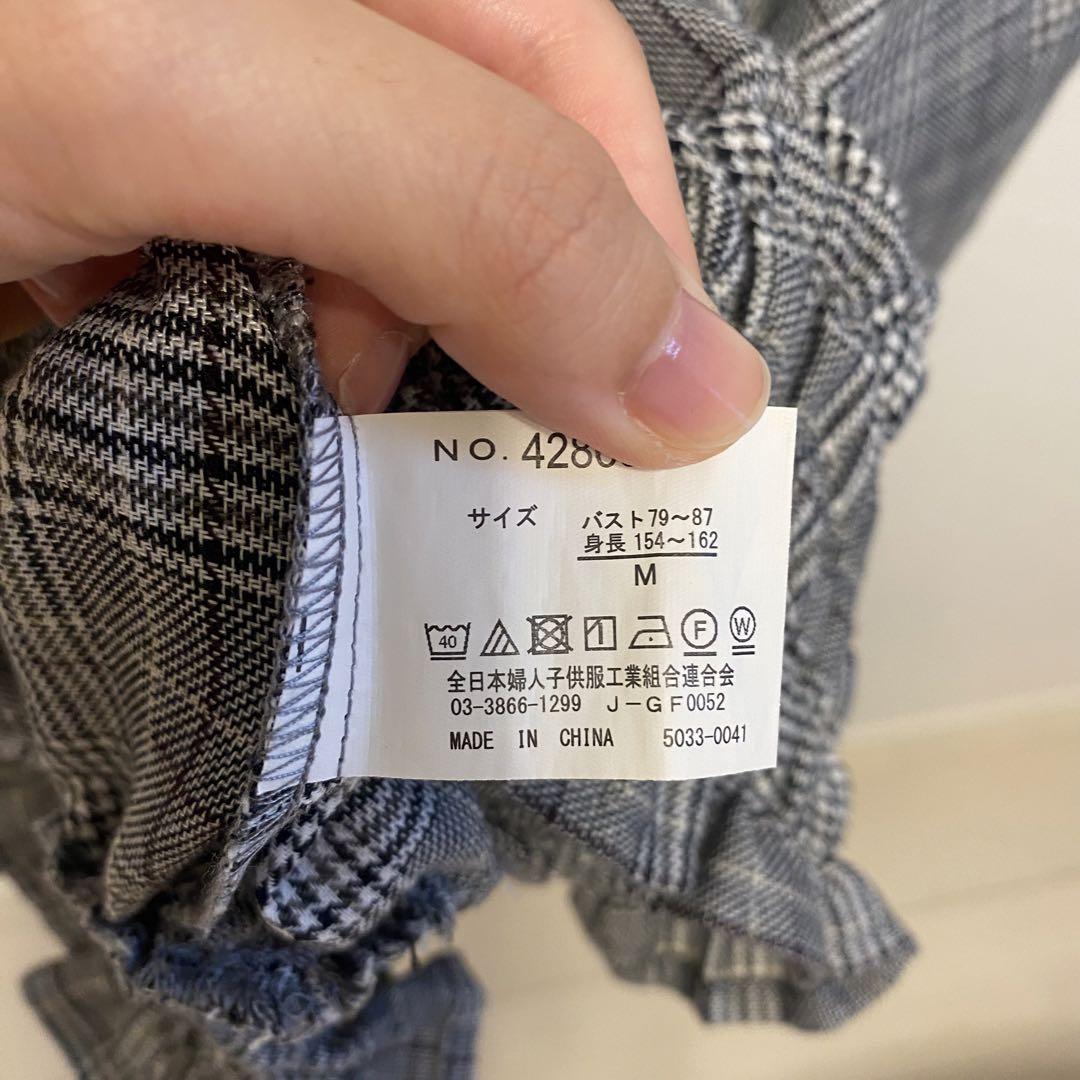 NO. 428
サイズ バスト79〜87
身長 154〜162
M
40 1 F W
全日本婦人子供服工業組合連合会
03-3866-1299 J-GF0052
MADE IN CHINA 5033-0041